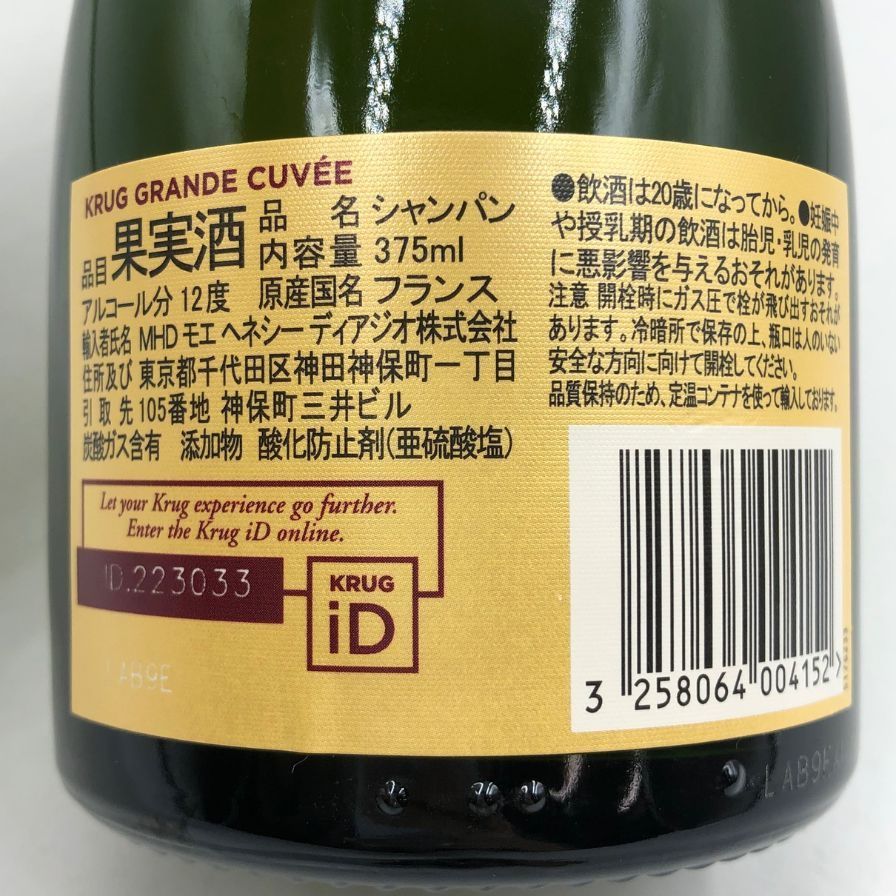 KRUG GRANDE CUVÉE
品目 果実酒 品 名 シャンパン
内容量 375ml
アルコール分 12度 原産国名 フランス
輸入者氏名 MHD モエ ヘネシー ディアジオ株式会社
住所及び 東京都千代田区神田神保町一丁目
引 取 先 105番地 神保町三井ビル
炭酸ガス含有 添加物 酸化防止剤(亜硫酸塩)
Let your Krug experience go further.
Enter the Krug iD online.
ID.223033
KRUG
iD
LAB9E
●飲酒は20歳になってから。●妊娠中
や授乳期の飲酒は胎児・乳児の発育
に悪影響を与えるおそれがあります。
注意 開栓時にガス圧で栓が飛び出すおそれが
あります。冷暗所で保存の上、瓶口は人のいない
安全な方向に向けて開栓してください。
品質保持のため、定温コンテナを使って輸入しております。
3 258064 004152>